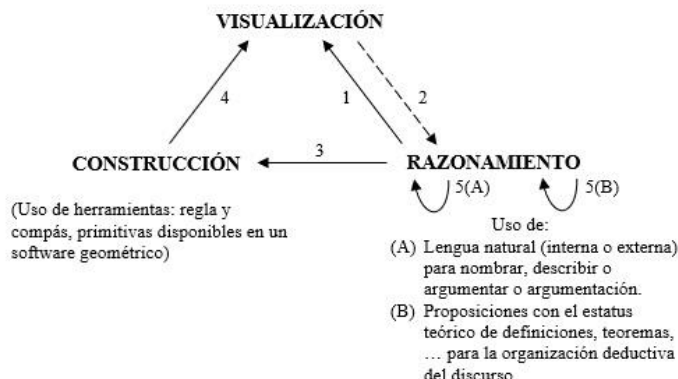 VISUALIZACIÓN
4
1
2
CONSTRUCCIÓN
3
RAZONAMIENTO
5(A)
5(B)
(Uso de herramientas: regla y
compás, primitivas disponibles en un
software geométrico)
Uso de:
(A) Lengua natural (interna o externa)
para nombrar, describir o
argumentar o argumentación.
(B) Proposiciones con el estatus
teórico de definiciones, teoremas,
… para la organización deductiva
del discurso